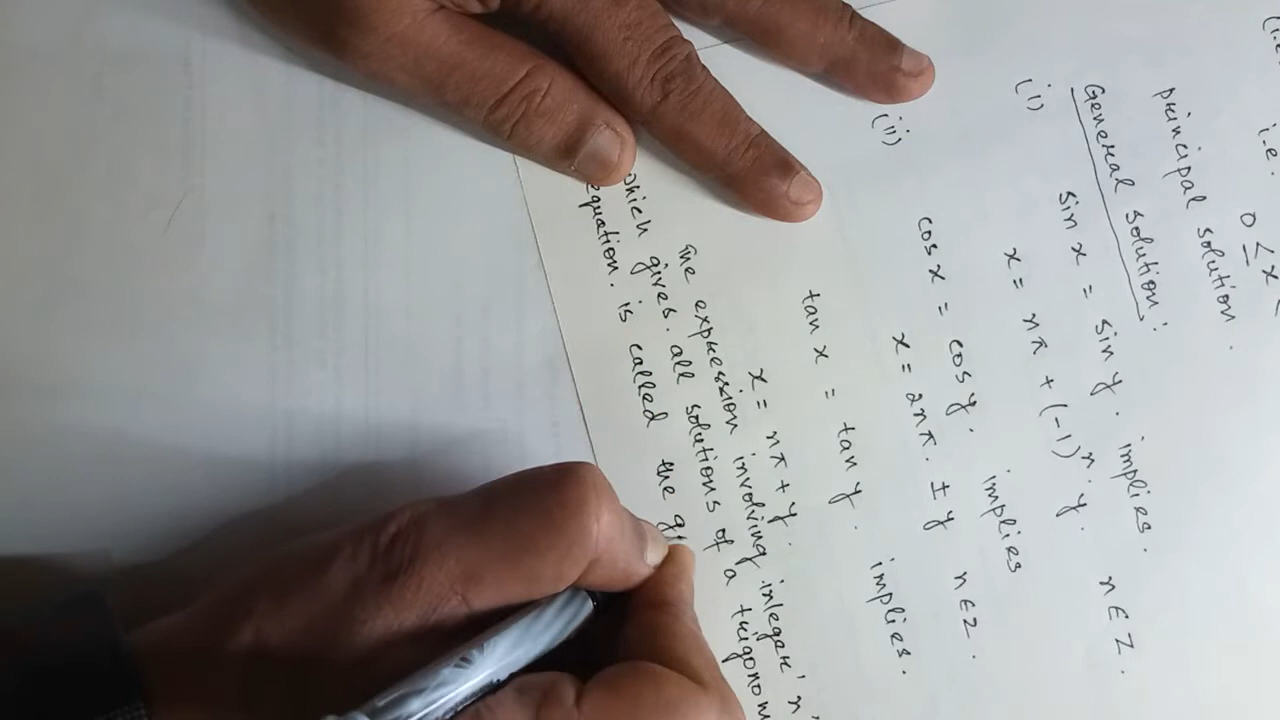 (i.e
i.e. 0 ≤ x <
principal solution.
General solution:
(i) sin x = sin y. implies.
x = nπ + (-1)ⁿ. y. n ∈ Z.
(ii) cos x = cos y. implies
x = 2nπ. ± y n ∈ Z.
tan x = tan y. implies.
x = nπ + y.
The expression involving integer 'n'
which gives. all solutions of a trigonom
equation. is called the g